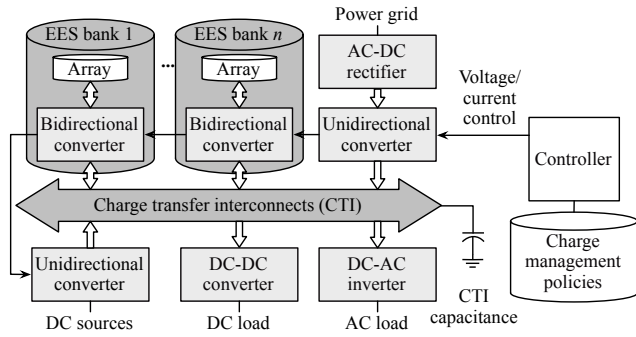 Power grid
EES bank 1
EES bank n
...
Array
Array
AC-DC
rectifier
Voltage/
current
control
Bidirectional
converter
Bidirectional
converter
Unidirectional
converter
Controller
Charge transfer interconnects (CTI)
Unidirectional
converter
DC-DC
converter
DC-AC
inverter
Charge
management
policies
CTI
capacitance
DC sources
DC load
AC load